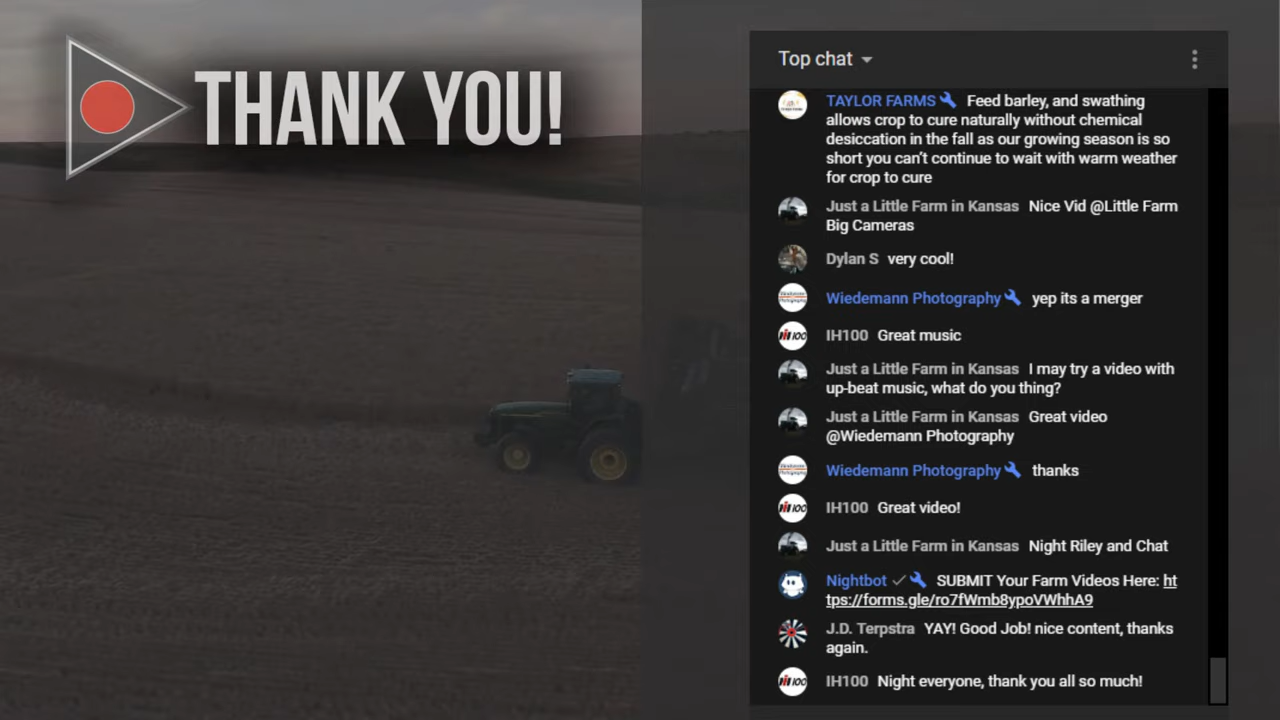 THANK YOU!
Top chat
TAYLOR FARMS Feed barley, and swathing
allows crop to cure naturally without chemical
desiccation in the fall as our growing season is so
short you can't continue to wait with warm weather
for crop to cure
Just a Little Farm in Kansas Nice Vid @Little Farm
Big Cameras
Dylan S very cool!
Wiedemann Photography yep its a merger
IH100 Great music
Just a Little Farm in Kansas I may try a video with
up-beat music, what do you thing?
Just a Little Farm in Kansas Great video
@Wiedemann Photography
Wiedemann Photography thanks
IH100 Great video!
Just a Little Farm in Kansas Night Riley and Chat
Nightbot SUBMIT Your Farm Videos Here: ht
tps://forms.gle/ro7fWmb8ypoVWhhA9
J.D. Terpstra YAY! Good Job! nice content, thanks
again.
IH100 Night everyone, thank you all so much!